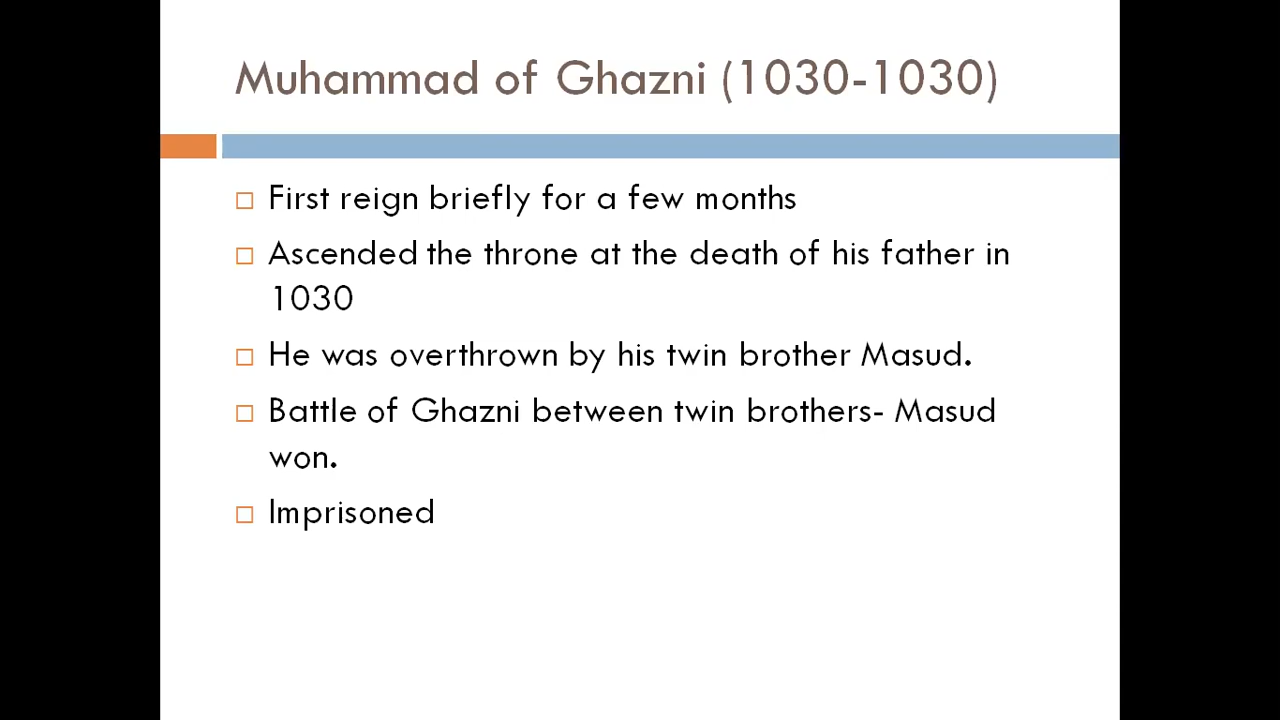 Muhammad of Ghazni (1030-1030)
First reign briefly for a few months
Ascended the throne at the death of his father in
1030
He was overthrown by his twin brother Masud.
Battle of Ghazni between twin brothers- Masud
won.
Imprisoned